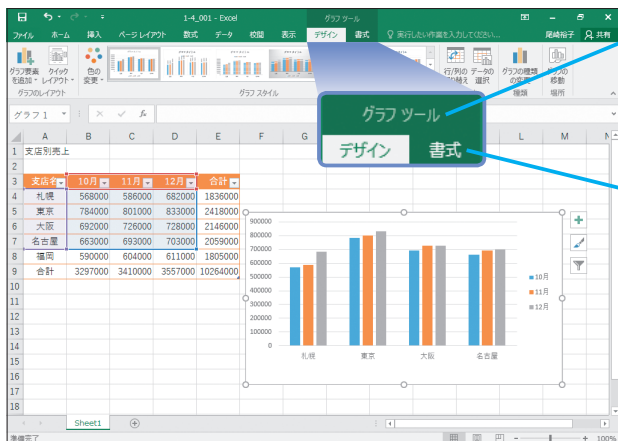 1-4_001 - Excel
グラフ ツール
ファイル ホーム 挿入 ページレイアウト 数式 データ 校閲 表示 デザイン 書式 実行したい作業を入力してください... 尾崎裕子 共有
グラフ要素を追加 クイックレイアウト 色の変更 行/列の データの選択 グラフの種類の変更
グラフのレイアウト グラフ スタイル 種類 場所
グラフ ツール
デザイン 書式
グラフ 1 fx
A B C D E F G L M N
1 支店別売上
2
3 支店名 10月 11月 12月 合計
4 札幌 568000 586000 682000 1836000
5 東京 784000 801000 833000 2418000
6 大阪 692000 726000 728000 2146000
7 名古屋 663000 693000 703000 2059000
8 福岡 590000 604000 611000 1805000
9 合計 3297000 3410000 3557000 10264000
10
11
12
13
14
15
16
17
18
900000
800000
700000
600000
500000
400000
300000
200000
100000
0
札幌 東京 大阪 名古屋
10月
11月
12月
Sheet1
準備完了 100%